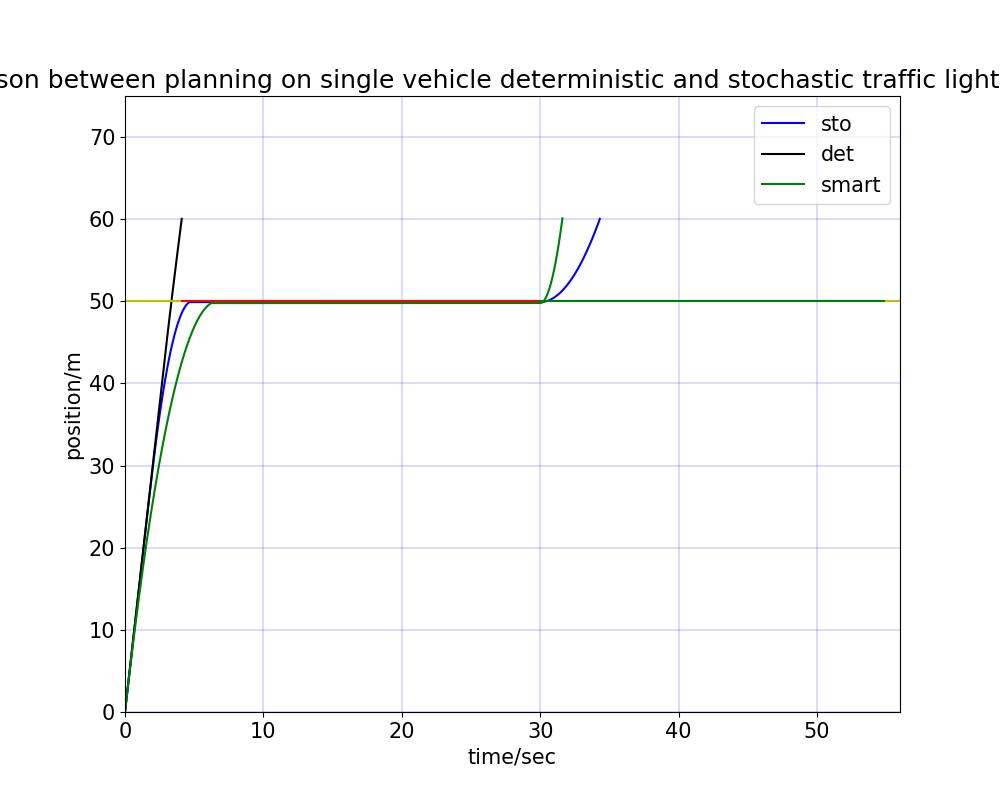 son between planning on single vehicle deterministic and stochastic traffic light
sto
det
smart
70
60
50
40
30
20
10
0
position/m
0 10 20 30 40 50
time/sec